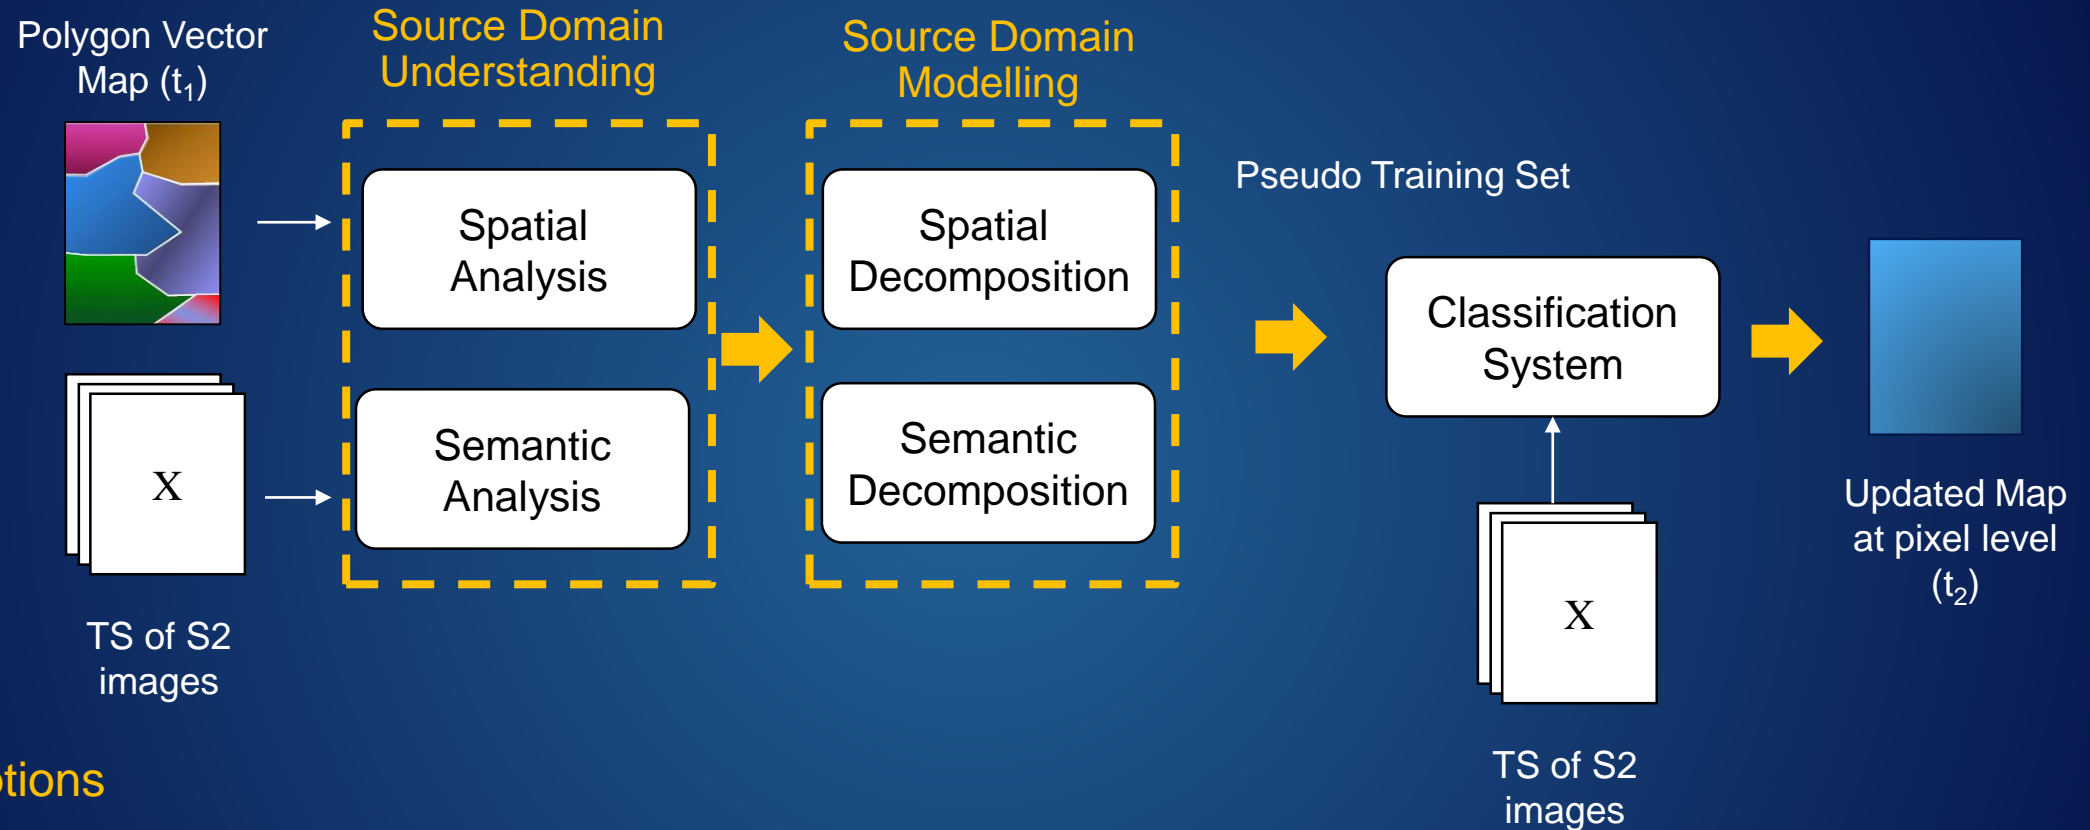 Polygon Vector
Map (t₁)
Source Domain
Understanding
Source Domain
Modelling
Spatial
Analysis
Spatial
Decomposition
Pseudo Training Set
Classification
System
Semantic
Analysis
Semantic
Decomposition
X
TS of S2
images
X
TS of S2
images
Updated Map
at pixel level
(t₂)